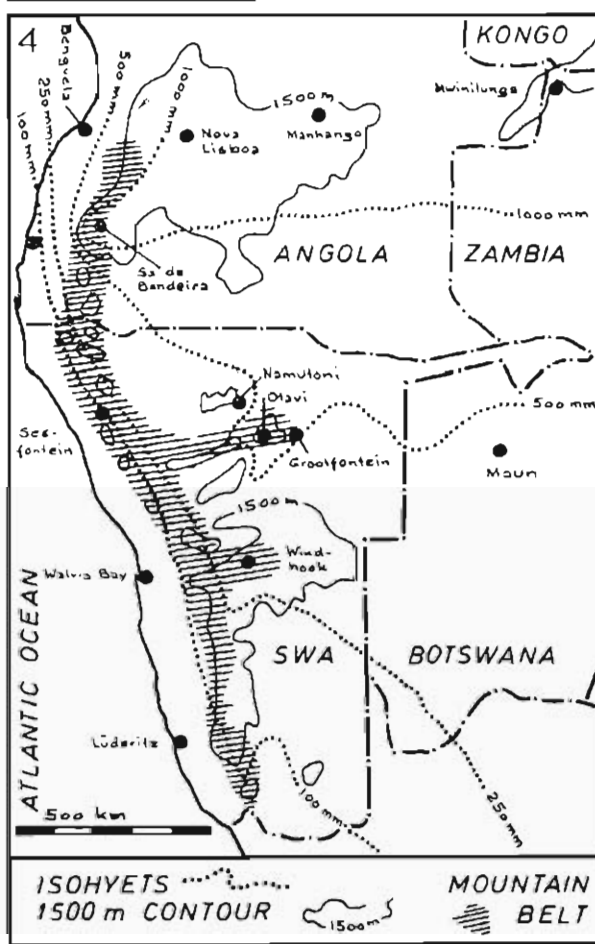 4
KONGO
Benguela
500 mm
250 mm
100 mm
1000 mm
1500 m
Mwinilunga
Nova
Lisboa
Manhango
1000 mm
ANGOLA
ZAMBIA
Sa da
Bandeira
Namutoni
Otavi
500 mm
Ses-
fontein
Grootfontein
Maun
1500 m
Wind-
hoek
Walvis Bay
ATLANTIC OCEAN
SWA
BOTSWANA
Lüderitz
100 mm
250 mm
500 km
ISOHYETS
MOUNTAIN
1500 m CONTOUR
1500 m
BELT